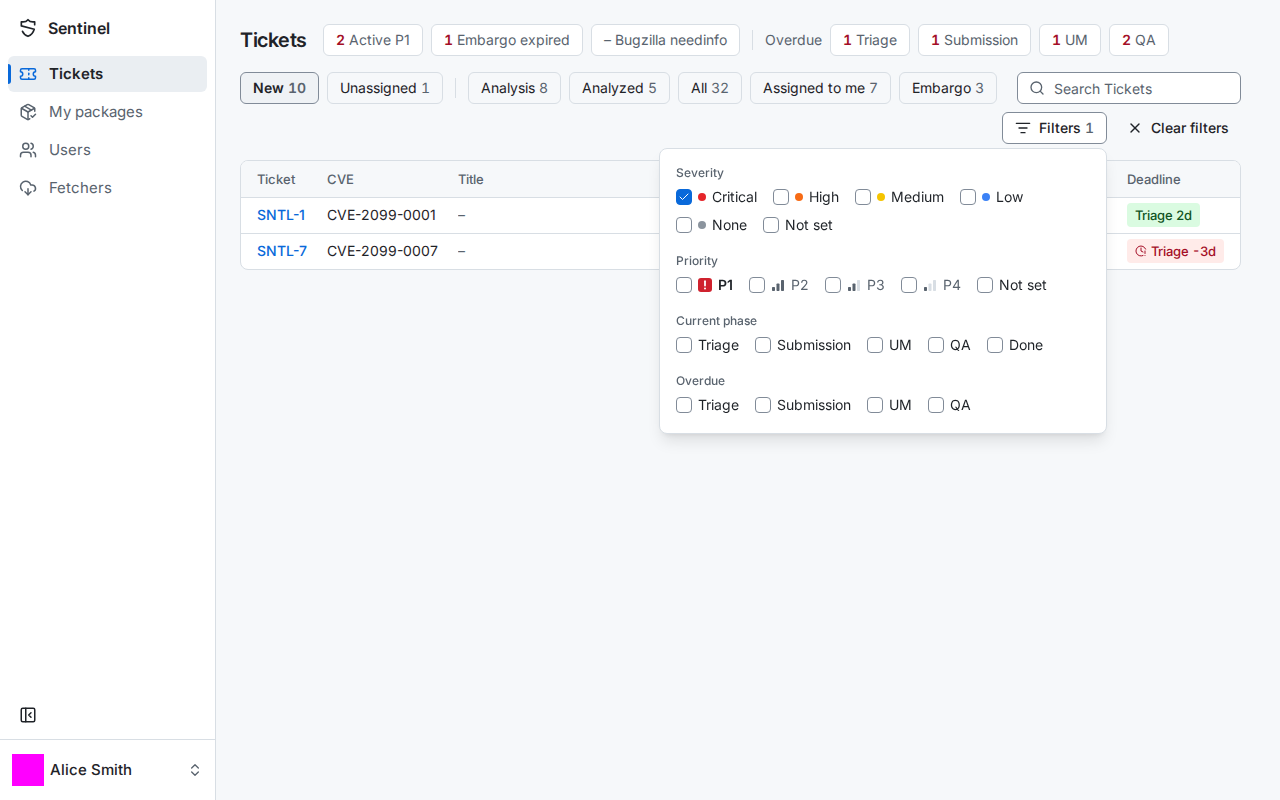 Sentinel
Tickets
My packages
Users
Fetchers
Alice Smith
Tickets
2 Active P1
1 Embargo expired
– Bugzilla needinfo
Overdue
1 Triage
1 Submission
1 UM
2 QA
New 10
Unassigned 1
Analysis 8
Analyzed 5
All 32
Assigned to me 7
Embargo 3
Search Tickets
Filters 1
Clear filters
Ticket CVE Title Deadline
SNTL-1 CVE-2099-0001 – Triage 2d
SNTL-7 CVE-2099-0007 – Triage -3d
Severity
Critical High Medium Low
None Not set
Priority
P1 P2 P3 P4 Not set
Current phase
Triage Submission UM QA Done
Overdue
Triage Submission UM QA